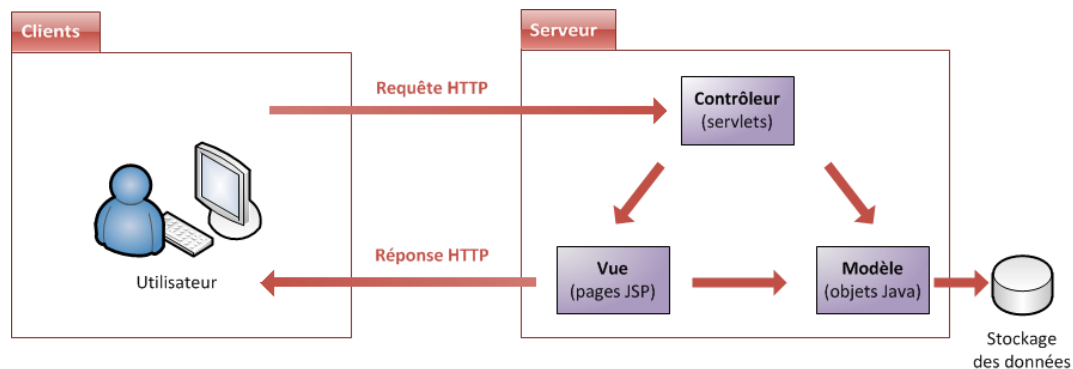 Clients
Serveur
Requête HTTP
Contrôleur
(servlets)
Réponse HTTP
Utilisateur
Vue
(pages JSP)
Modèle
(objets Java)
Stockage
des données